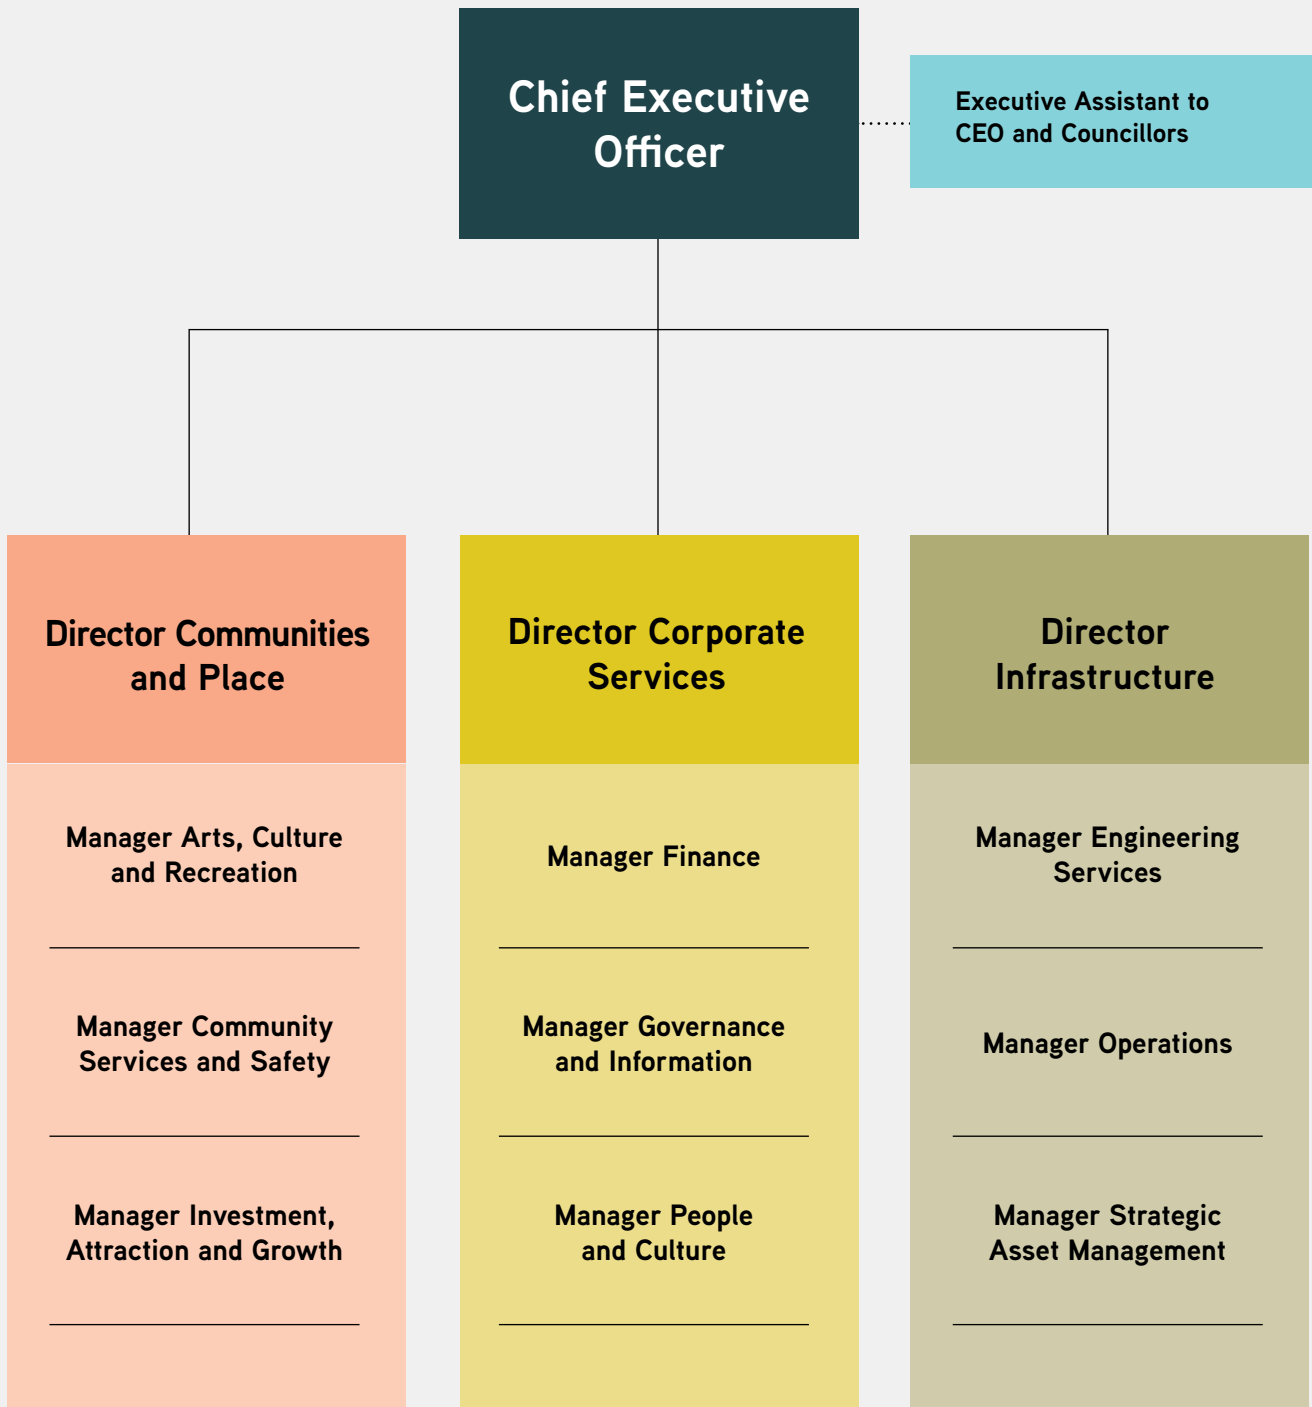 Chief Executive
Officer
Executive Assistant to
CEO and Councillors
Director Communities
and Place
Manager Arts, Culture
and Recreation
Manager Community
Services and Safety
Manager Investment,
Attraction and Growth
Director Corporate
Services
Manager Finance
Manager Governance
and Information
Manager People
and Culture
Director
Infrastructure
Manager Engineering
Services
Manager Operations
Manager Strategic
Asset Management